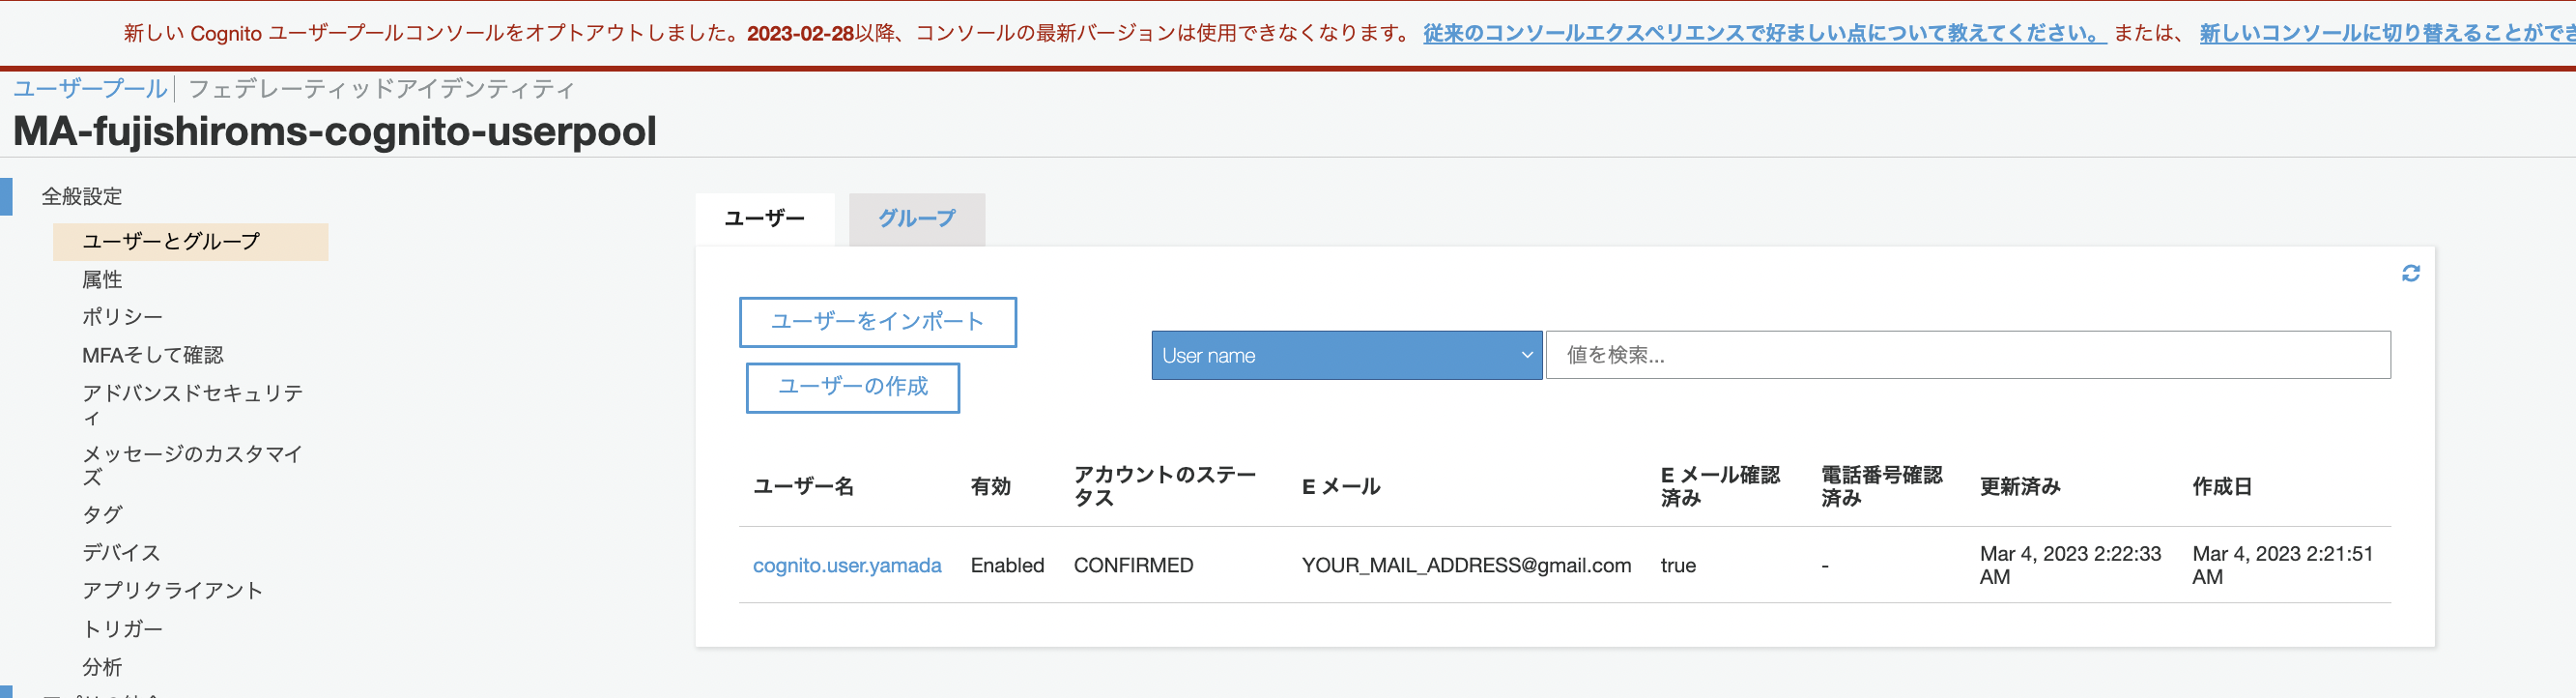 新しい Cognito ユーザープールコンソールをオプトアウトしました。2023-02-28以降、コンソールの最新バージョンは使用できなくなります。 従来のコンソールエクスペリエンスで好ましい点について教えてください。 または、 新しいコンソールに切り替えることができ
ユーザープール フェデレーティッドアイデンティティ
MA-fujishiroms-cognito-userpool
全般設定
ユーザーとグループ
属性
ポリシー
MFAそして確認
アドバンスドセキュリテ
ィ
メッセージのカスタマイ
ズ
タグ
デバイス
アプリクライアント
トリガー
分析
ユーザー グループ
ユーザーをインポート
ユーザーの作成
User name 値を検索...
ユーザー名 有効 アカウントのステー
タス E メール E メール確認
済み 電話番号確認
済み 更新済み 作成日
cognito.user.yamada Enabled CONFIRMED YOUR_MAIL_ADDRESS@gmail.com true - Mar 4, 2023 2:22:33
AM Mar 4, 2023 2:21:51
AM